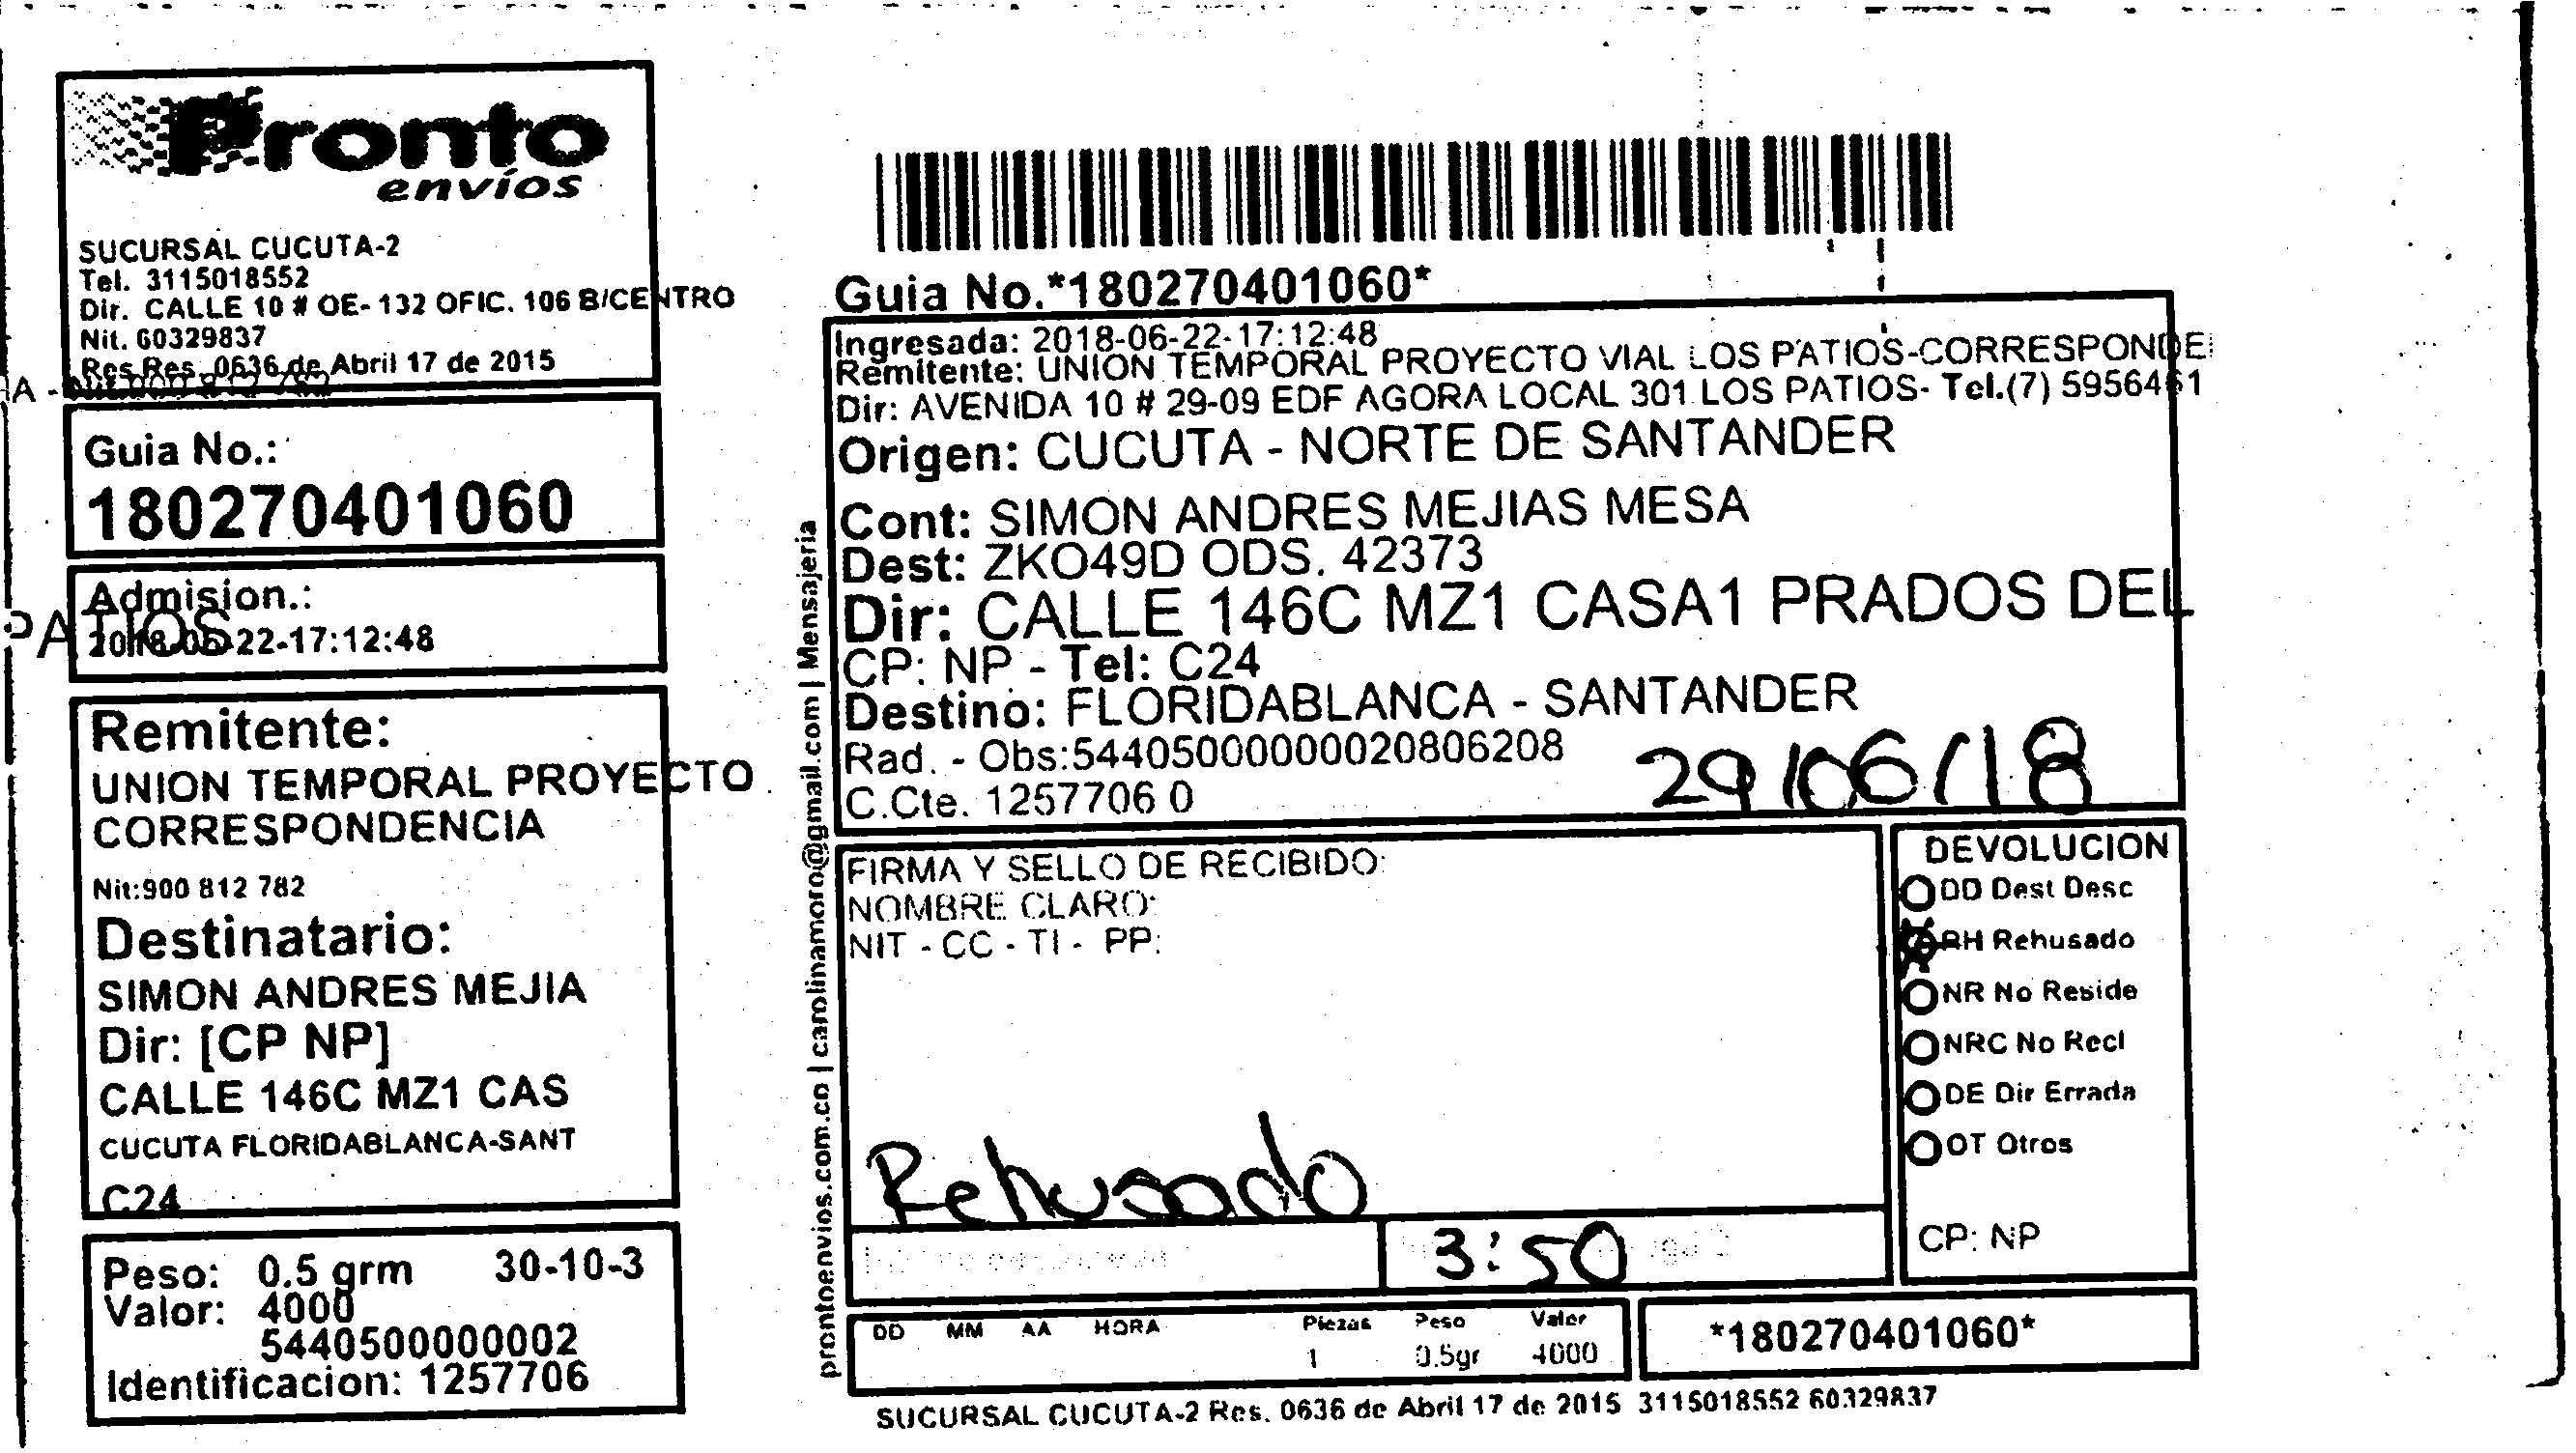 Pronto
envíos
SUCURSAL CUCUTA-2
Tel. 3115018552
Dir. CALLE 10 # OE- 132 OFIC. 106 B/CENTRO
Nit. 60329837
Res Res. 0636 de Abril 17 de 2015
A -
Guia No.:
180270401060
Admision.:
PATIOS
2018-06-22-17:12:48
Remitente:
UNION TEMPORAL PROYECTO
CORRESPONDENCIA
Nit:900 812 782
Destinatario:
SIMON ANDRES MEJIA
Dir: [CP NP]
CALLE 146C MZ1 CAS
CUCUTA FLORIDABLANCA-SANT
C24
Peso: 0.5 grm 30-10-3
Valor: 4000
5440500000002
Identificacion: 1257706
prontoenvios.com.co | carolinamoro@gmail.com | Mensajeria
Guia No.*180270401060*
Ingresada: 2018-06-22-17:12:48
Remitente: UNION TEMPORAL PROYECTO VIAL LOS PATIOS-CORRESPONDE
Dir: AVENIDA 10 # 29-09 EDF AGORA LOCAL 301 LOS PATIOS- Tel.(7) 5956461
Origen: CUCUTA - NORTE DE SANTANDER
Cont: SIMON ANDRES MEJIAS MESA
Dest: ZKO49D ODS. 42373
Dir: CALLE 146C MZ1 CASA1 PRADOS DEL
CP: NP - Tel: C24
Destino: FLORIDABLANCA - SANTANDER
Rad. - Obs:544050000000020806208
C.Cte. 1257706 0
29/06/18
FIRMA Y SELLO DE RECIBIDO:
NOMBRE CLARO:
NIT - CC - TI - PP:
Rehusado
3:50
DEVOLUCION
DD Dest Desc
RH Rehusado
NR No Reside
NRC No Recl
DE Dir Errada
OT Otros
CP: NP
DD MM AA HORA Piezas Peso Valor
1 0.5gr 4000
*180270401060*
SUCURSAL CUCUTA-2 Res. 0636 de Abril 17 de 2015 3115018552 60329837